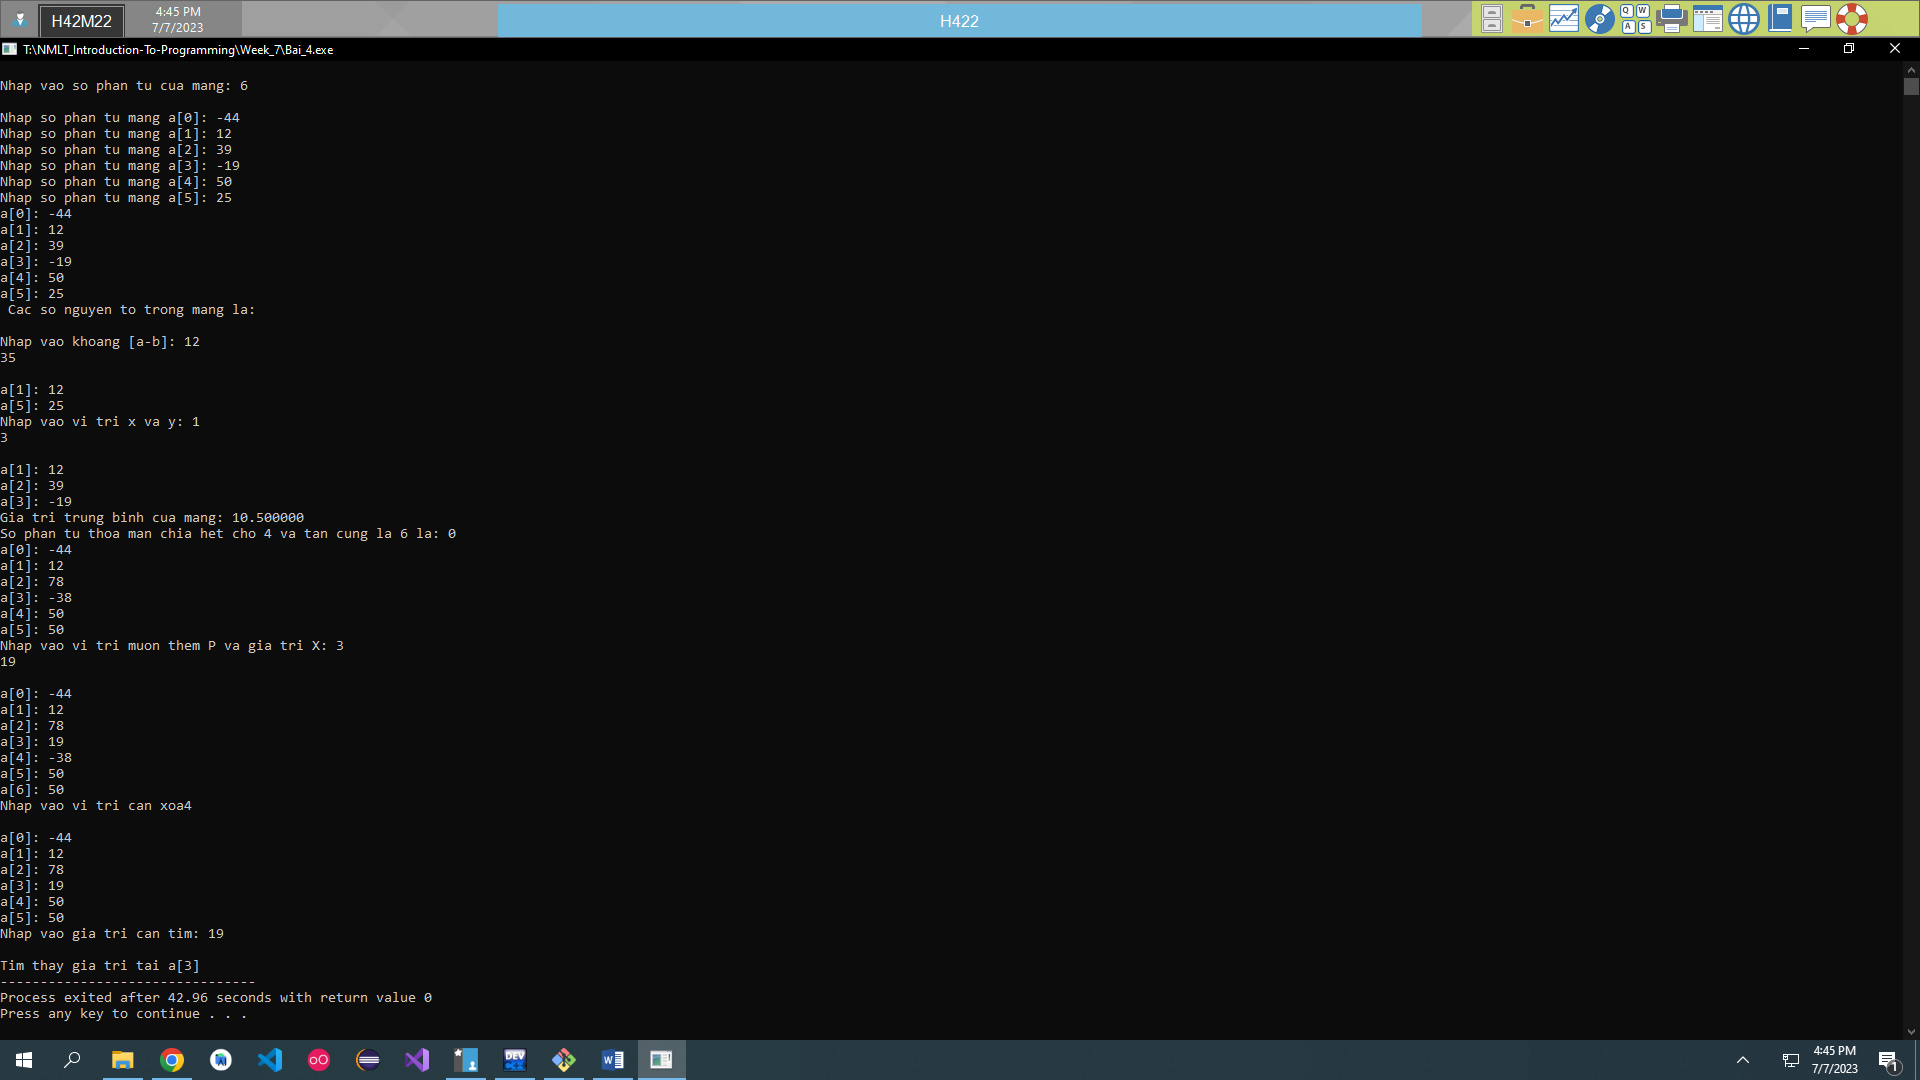 H42M22
4:45 PM
7/7/2023
H422
T:\NMLT_Introduction-To-Programming\Week_7\Bai_4.exe
Nhap vao so phan tu cua mang: 6
Nhap so phan tu mang a[0]: -44
Nhap so phan tu mang a[1]: 12
Nhap so phan tu mang a[2]: 39
Nhap so phan tu mang a[3]: -19
Nhap so phan tu mang a[4]: 50
Nhap so phan tu mang a[5]: 25
a[0]: -44
a[1]: 12
a[2]: 39
a[3]: -19
a[4]: 50
a[5]: 25
Cac so nguyen to trong mang la:
Nhap vao khoang [a-b]: 12
35
a[1]: 12
a[5]: 25
Nhap vao vi tri x va y: 1
3
a[1]: 12
a[2]: 39
a[3]: -19
Gia tri trung binh cua mang: 10.500000
So phan tu thoa man chia het cho 4 va tan cung la 6 la: 0
a[0]: -44
a[1]: 12
a[2]: 78
a[3]: -38
a[4]: 50
a[5]: 50
Nhap vao vi tri muon them P va gia tri X: 3
19
a[0]: -44
a[1]: 12
a[2]: 78
a[3]: 19
a[4]: -38
a[5]: 50
a[6]: 50
Nhap vao vi tri can xoa4
a[0]: -44
a[1]: 12
a[2]: 78
a[3]: 19
a[4]: 50
a[5]: 50
Nhap vao gia tri can tim: 19
Tim thay gia tri tai a[3]
--------------------------------
Process exited after 42.96 seconds with return value 0
Press any key to continue . . .
DEV
4:45 PM
7/7/2023
1